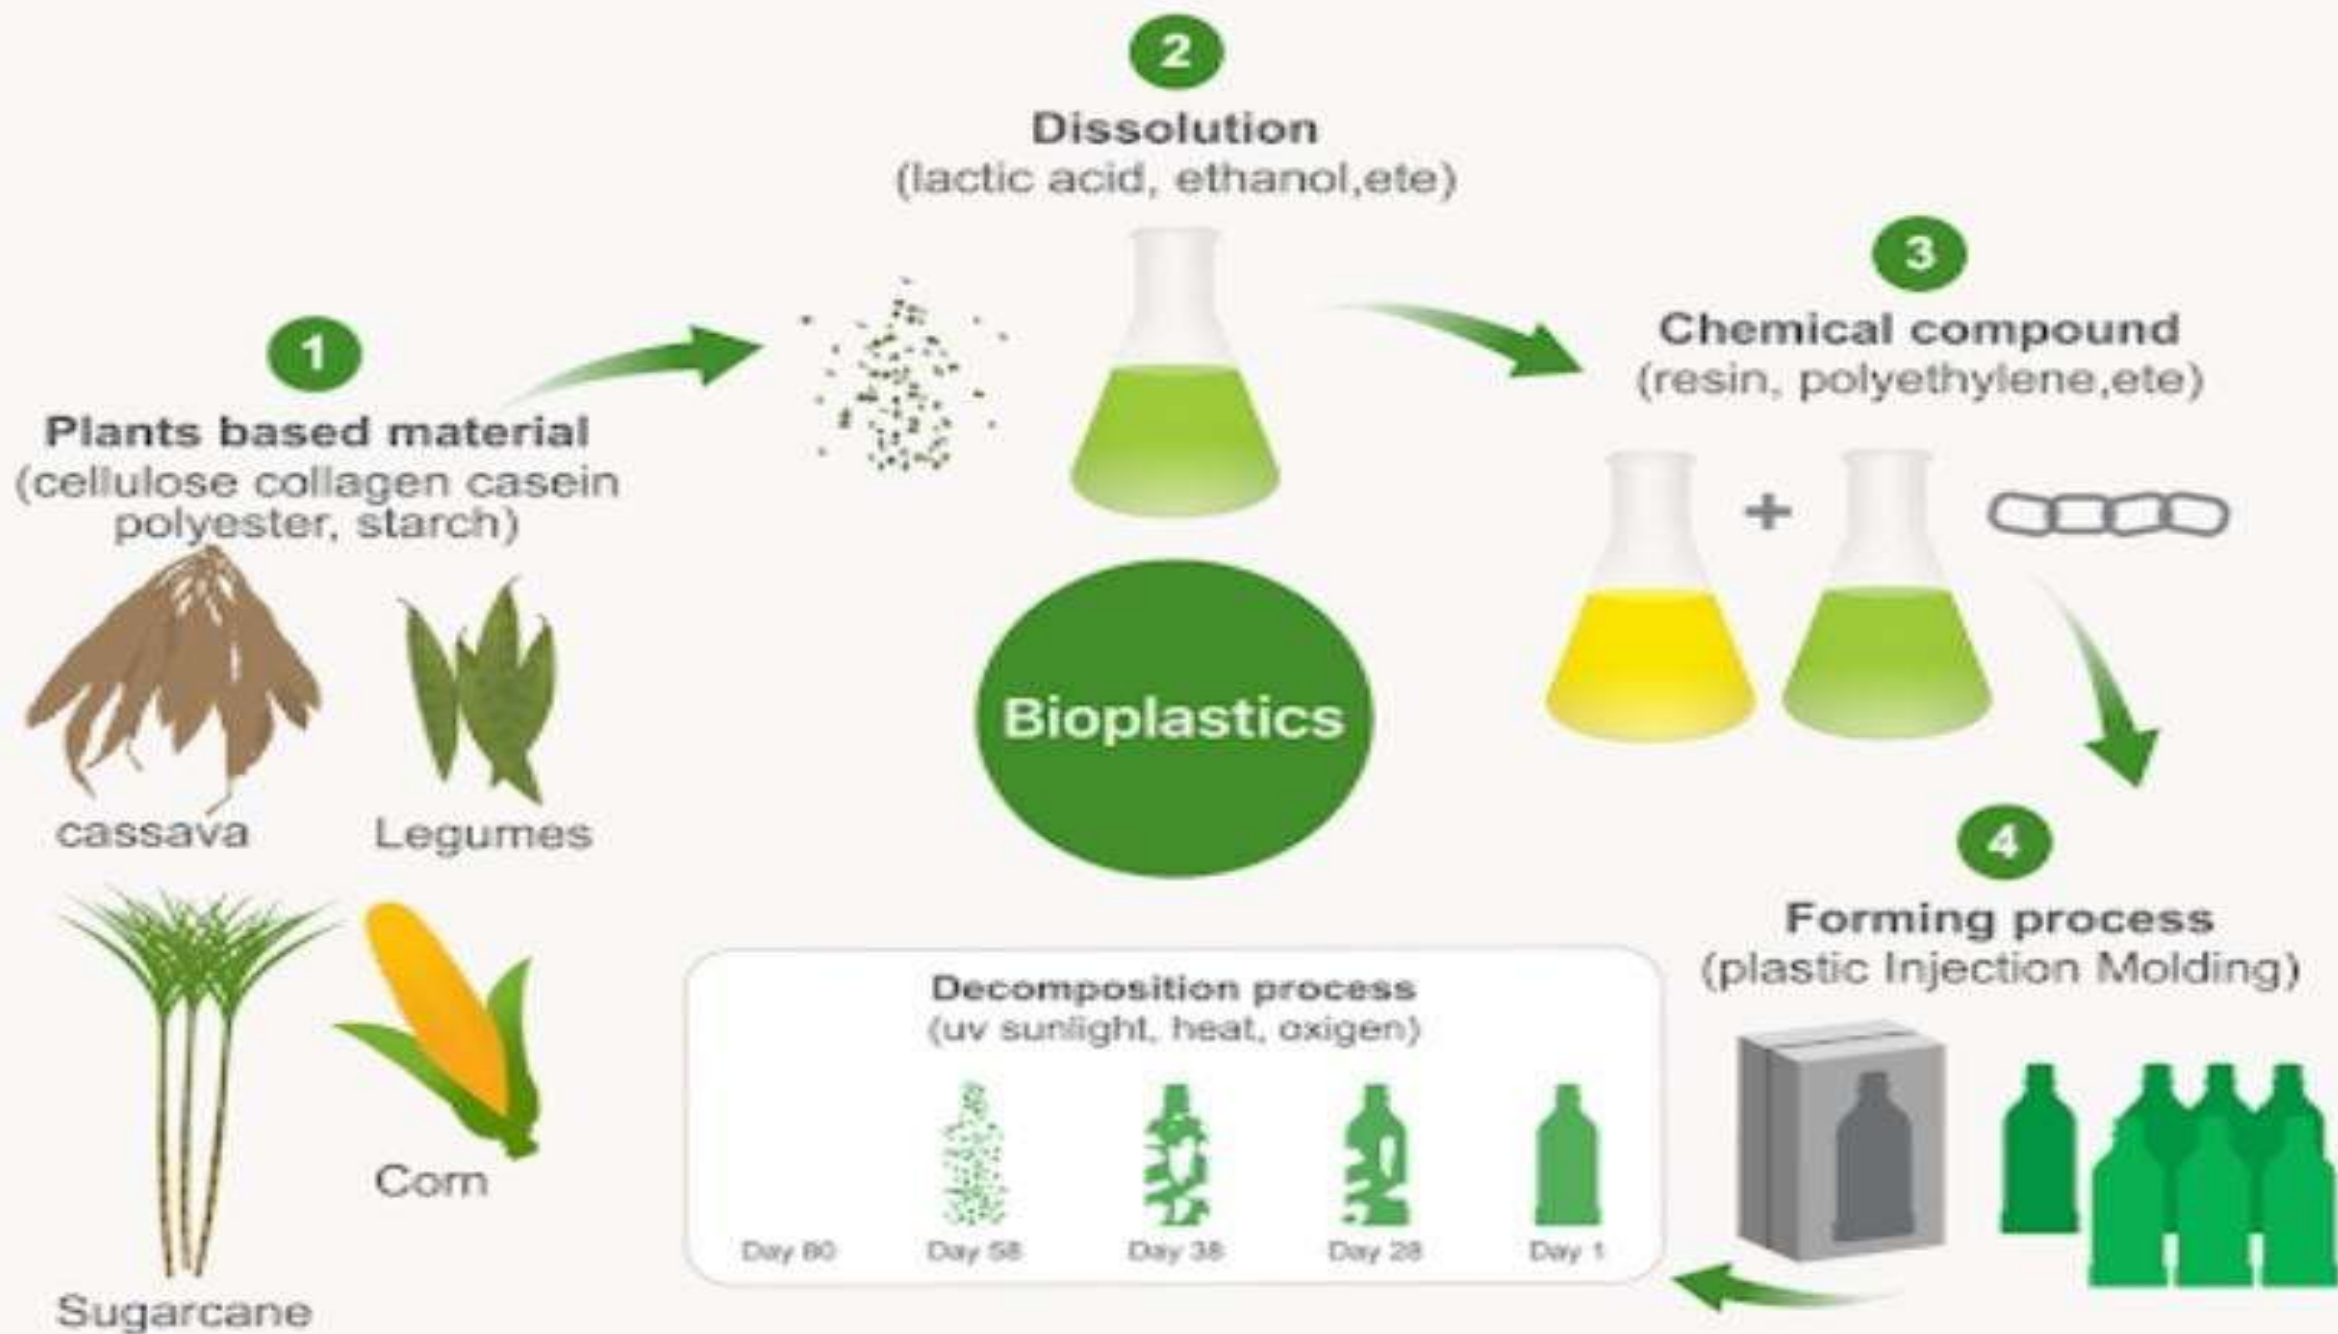 1
Plants based material
(cellulose collagen casein
polyester, starch)
cassava
Legumes
Sugarcane
Corn
2
Dissolution
(lactic acid, ethanol,ete)
Bioplastics
3
Chemical compound
(resin, polyethylene,ete)
+
4
Forming process
(plastic Injection Molding)
Decomposition process
(uv sunlight, heat, oxigen)
Day 80
Day 58
Day 38
Day 28
Day 1